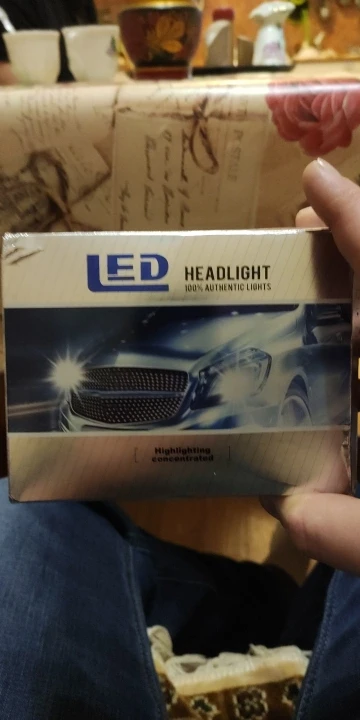 LED
HEADLIGHT
100% AUTHENTIC LIGHTS
Highlighting
concentrated